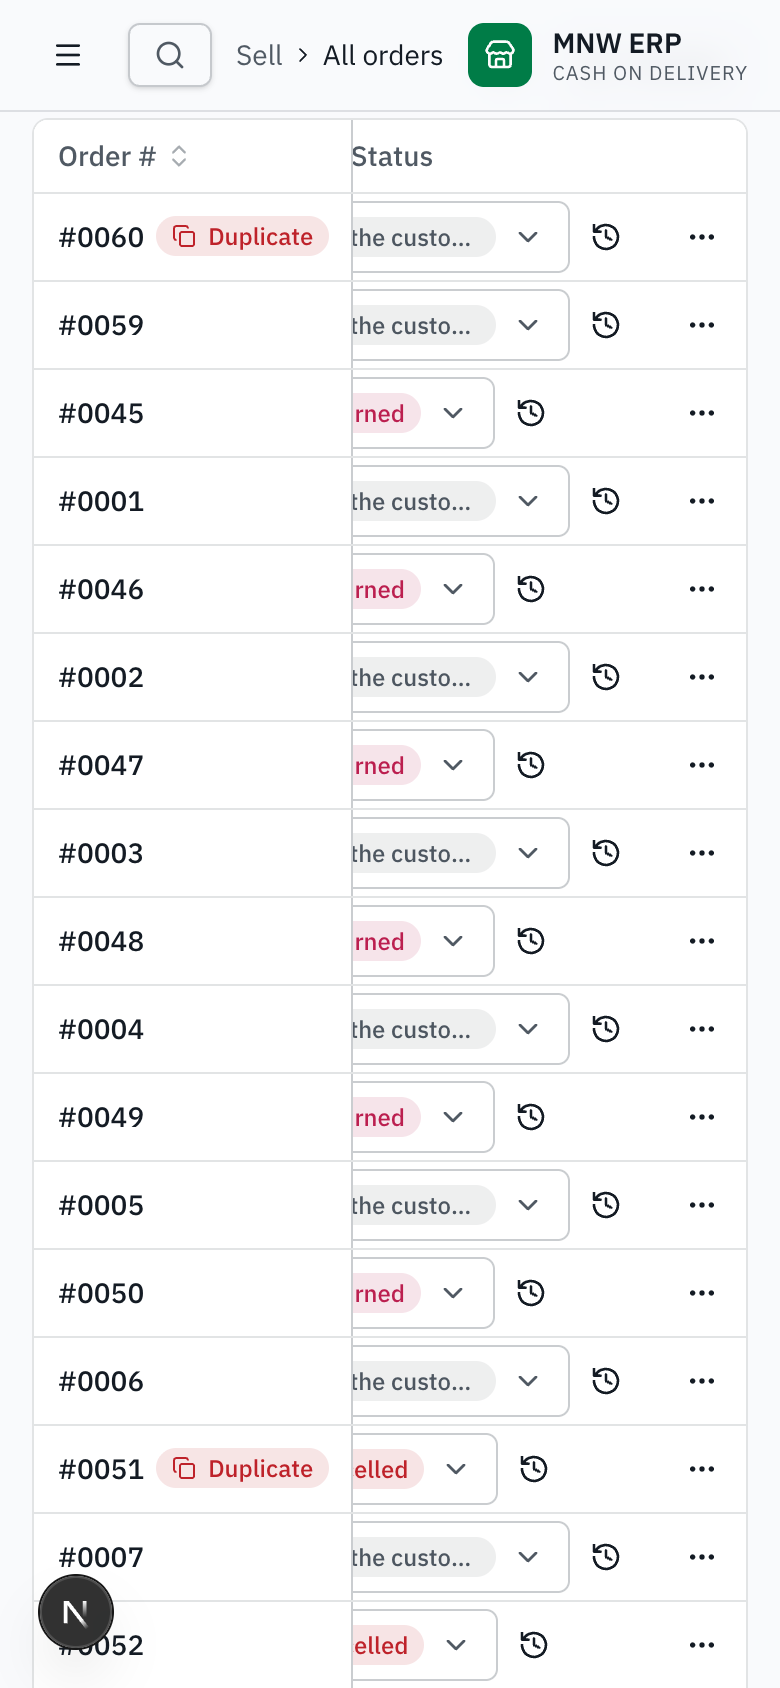 Sell > All orders
MNW ERP
CASH ON DELIVERY
Order # Status
#0060 Duplicate the custo...
#0059 the custo...
#0045 rned
#0001 the custo...
#0046 rned
#0002 the custo...
#0047 rned
#0003 the custo...
#0048 rned
#0004 the custo...
#0049 rned
#0005 the custo...
#0050 rned
#0006 the custo...
#0051 Duplicate elled
#0007 the custo...
#0052 elled
N